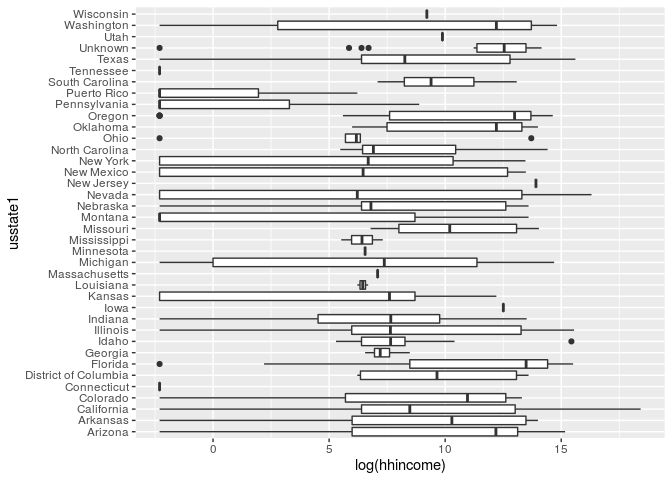 Wisconsin
Washington
Utah
Unknown
Texas
Tennessee
South Carolina
Puerto Rico
Pennsylvania
Oregon
Oklahoma
Ohio
North Carolina
New York
New Mexico
New Jersey
Nevada
Nebraska
Montana
Missouri
Mississippi
Minnesota
Michigan
Massachusetts
Louisiana
Kansas
Iowa
Indiana
Illinois
Idaho
Georgia
Florida
District of Columbia
Connecticut
Colorado
California
Arkansas
Arizona
usstate1
0 5 10 15
log(hhincome)